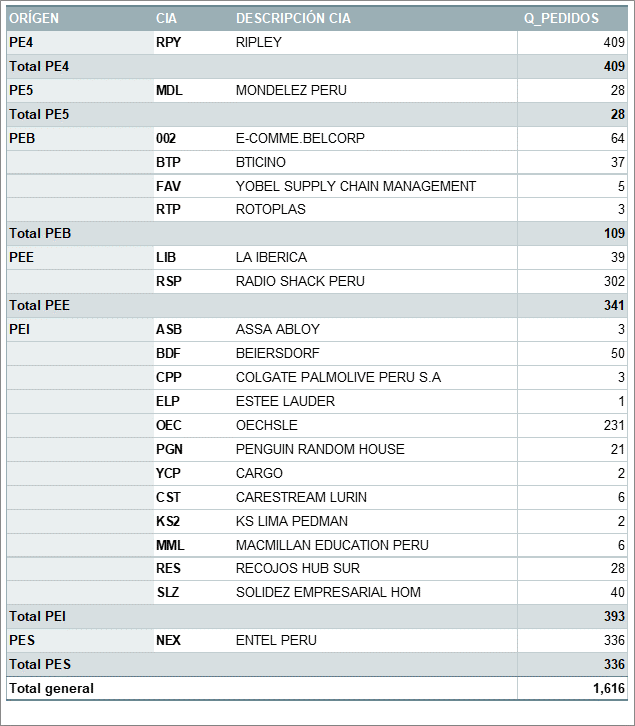 ORÍGEN CIA DESCRIPCIÓN CIA Q_PEDIDOS
PE4 RPY RIPLEY 409
Total PE4 409
PE5 MDL MONDELEZ PERU 28
Total PE5 28
PEB 002 E-COMME.BELCORP 64
BTP BTICINO 37
FAV YOBEL SUPPLY CHAIN MANAGEMENT 5
RTP ROTOPLAS 3
Total PEB 109
PEE LIB LA IBERICA 39
RSP RADIO SHACK PERU 302
Total PEE 341
PEI ASB ASSA ABLOY 3
BDF BEIERSDORF 50
CPP COLGATE PALMOLIVE PERU S.A 3
ELP ESTEE LAUDER 1
OEC OECHSLE 231
PGN PENGUIN RANDOM HOUSE 21
YCP CARGO 2
CST CARESTREAM LURIN 6
KS2 KS LIMA PEDMAN 2
MML MACMILLAN EDUCATION PERU 6
RES RECOJOS HUB SUR 28
SLZ SOLIDEZ EMPRESARIAL HOM 40
Total PEI 393
PES NEX ENTEL PERU 336
Total PES 336
Total general 1,616